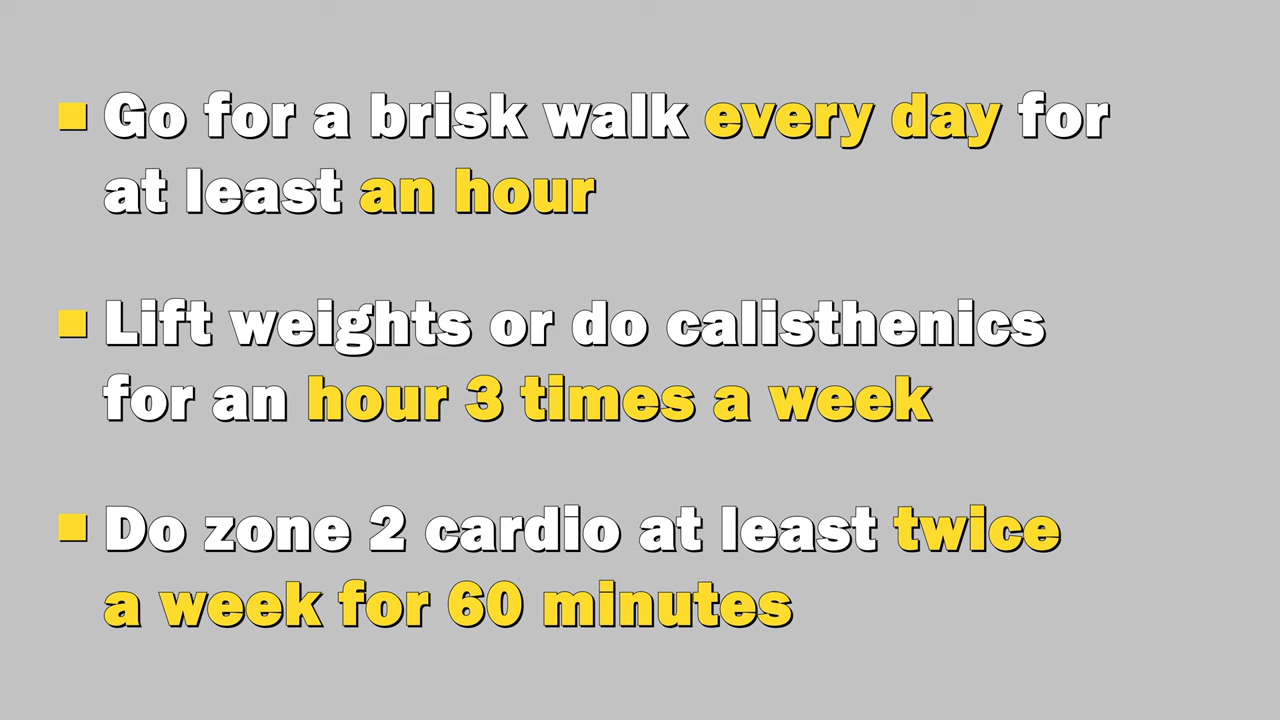 Go for a brisk walk every day for
at least an hour
Lift weights or do calisthenics
for an hour 3 times a week
Do zone 2 cardio at least twice
a week for 60 minutes